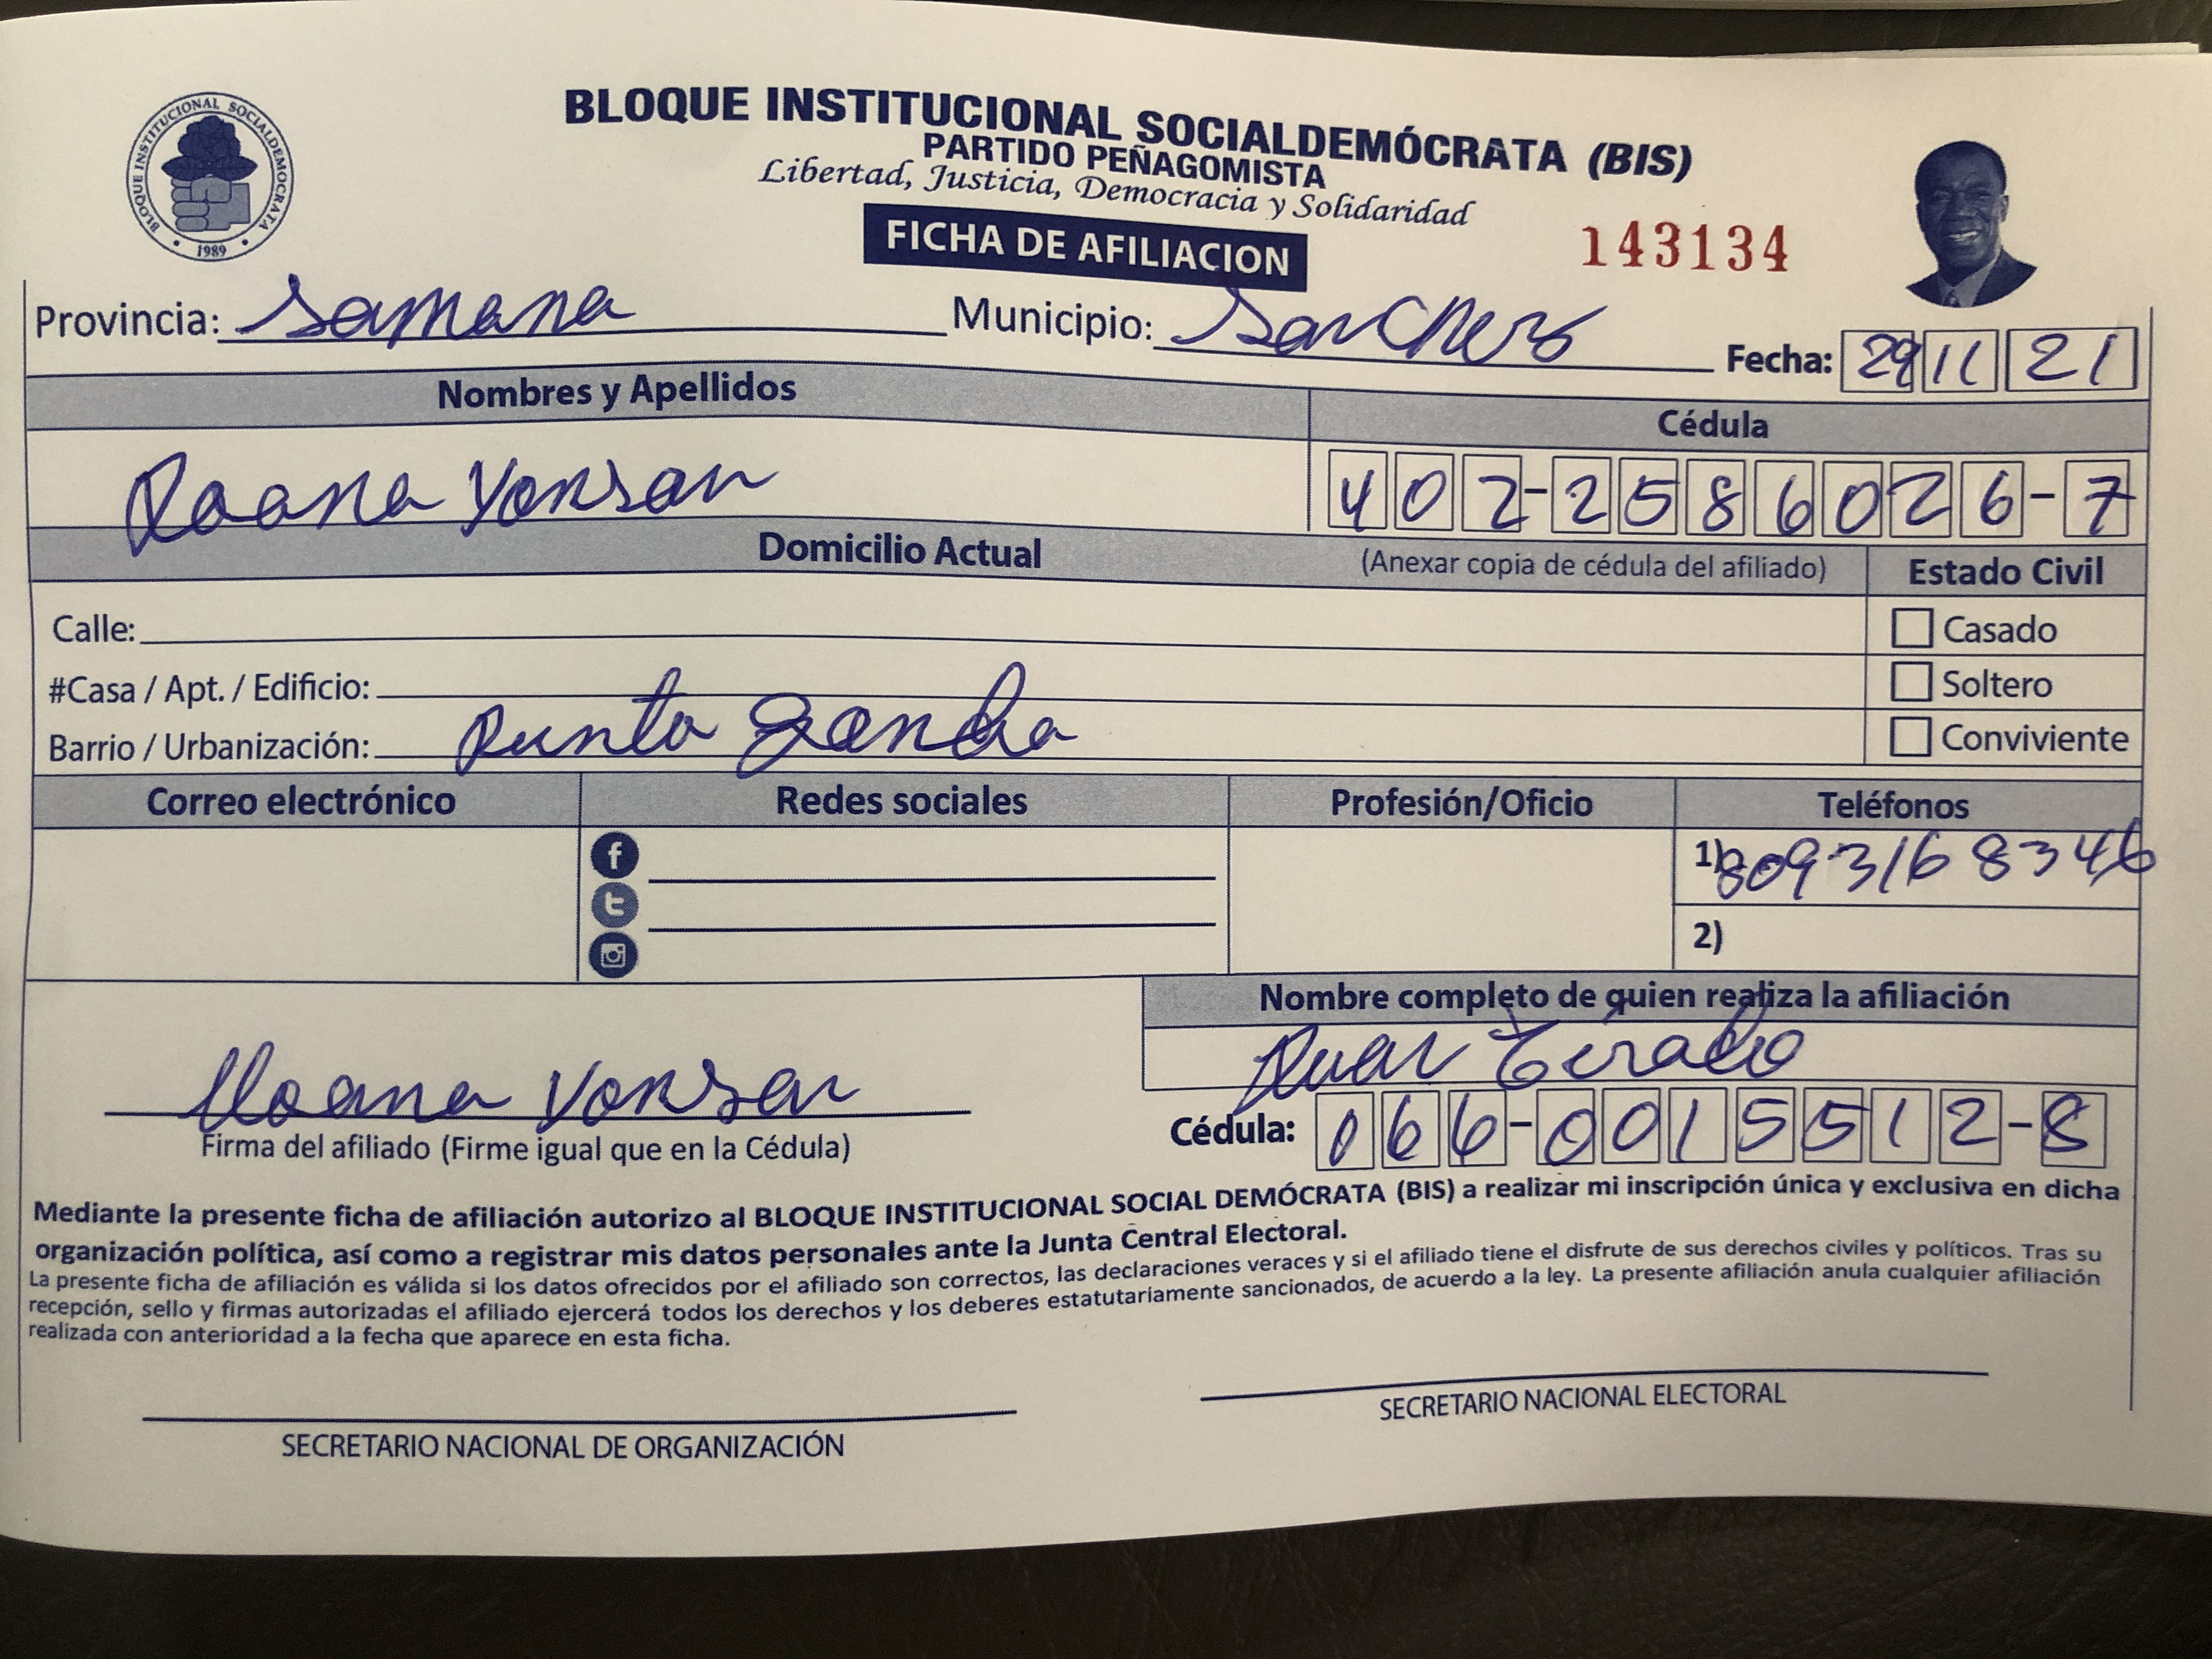 BLOQUE INSTITUCIONAL SOCIALDEMOCRATA
1989
BLOQUE INSTITUCIONAL SOCIALDEMÓCRATA (BIS)
PARTIDO PEÑAGOMISTA
Libertad, Justicia, Democracia y Solidaridad
FICHA DE AFILIACION
143134
Provincia: Samana Municipio: Sanchez Fecha: 29 11 21
Nombres y Apellidos Cédula
Yonson 402-2586026-7
Domicilio Actual (Anexar copia de cédula del afiliado) Estado Civil
Calle: Casado
#Casa / Apt. / Edificio: Soltero
Barrio / Urbanización: Punta Conviviente
Correo electrónico Redes sociales Profesión/Oficio Teléfonos
1) 8093168346
2)
Nombre completo de quien realiza la afiliación
Yonson
Firma del afiliado (Firme igual que en la Cédula)
Cédula: 066-0015512-8
Mediante la presente ficha de afiliación autorizo al BLOQUE INSTITUCIONAL SOCIAL DEMÓCRATA (BIS) a realizar mi inscripción única y exclusiva en dicha
organización política, así como a registrar mis datos personales ante la Junta Central Electoral.
La presente ficha de afiliación es válida si los datos ofrecidos por el afiliado son correctos, las declaraciones veraces y si el afiliado tiene el disfrute de sus derechos civiles y políticos. Tras su
recepción, sello y firmas autorizadas el afiliado ejercerá todos los derechos y los deberes estatutariamente sancionados, de acuerdo a la ley. La presente afiliación anula cualquier afiliación
realizada con anterioridad a la fecha que aparece en esta ficha.
SECRETARIO NACIONAL DE ORGANIZACIÓN
SECRETARIO NACIONAL ELECTORAL